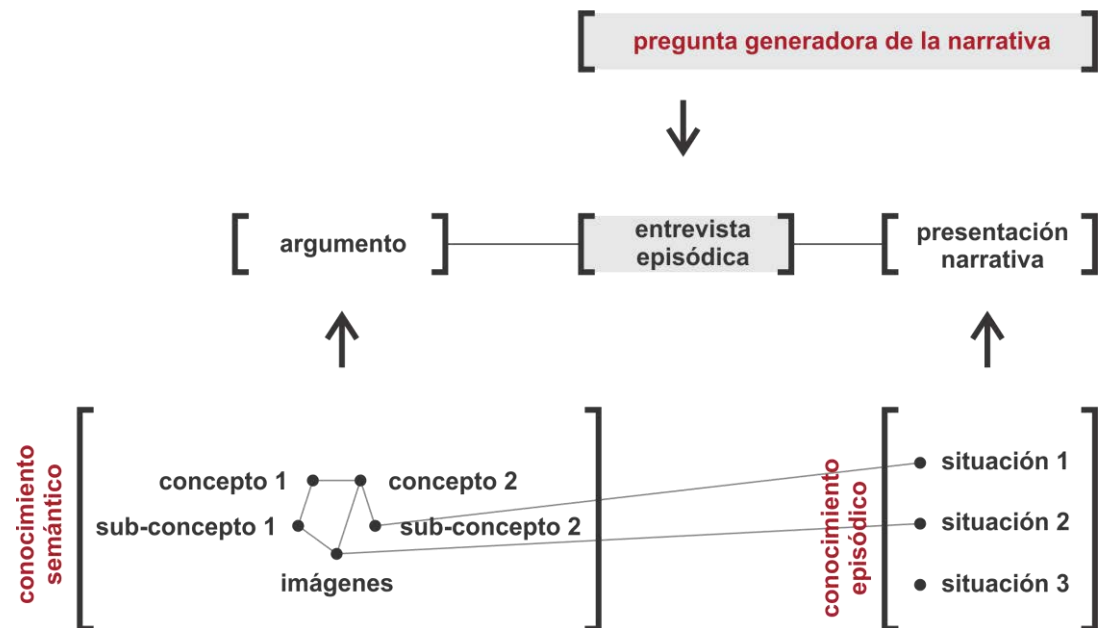 pregunta generadora de la narrativa
argumento
entrevista
episódica
presentación
narrativa
conocimiento
semántico
concepto 1
concepto 2
sub-concepto 1
sub-concepto 2
imágenes
conocimiento
episódico
situación 1
situación 2
situación 3